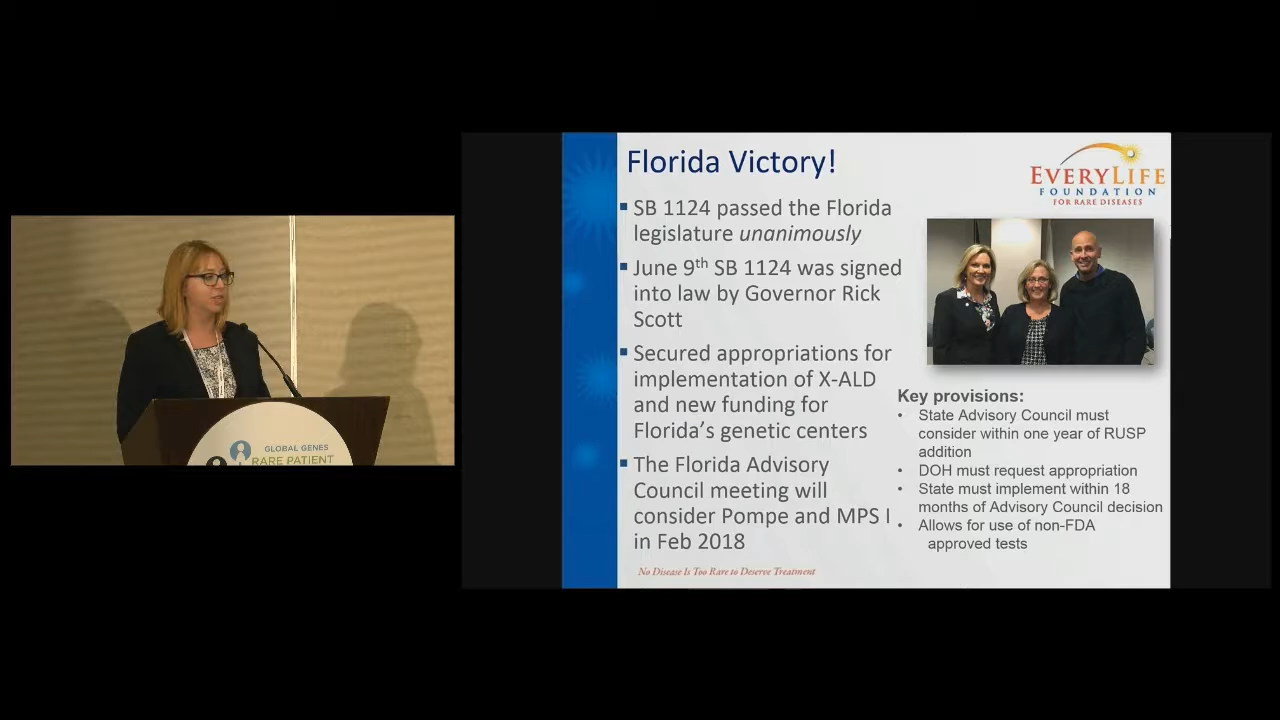 GLOBAL GENES
RARE PATIENT
Florida Victory!
EVERYLIFE
FOUNDATION
FOR RARE DISEASES
▪ SB 1124 passed the Florida
legislature unanimously
▪ June 9th SB 1124 was signed
into law by Governor Rick
Scott
▪ Secured appropriations for
implementation of X-ALD
and new funding for
Florida's genetic centers
▪ The Florida Advisory
Council meeting will
consider Pompe and MPS I
in Feb 2018
Key provisions:
• State Advisory Council must
consider within one year of RUSP
addition
• DOH must request appropriation
• State must implement within 18
months of Advisory Council decision
• Allows for use of non-FDA
approved tests
No Disease Is Too Rare to Deserve Treatment